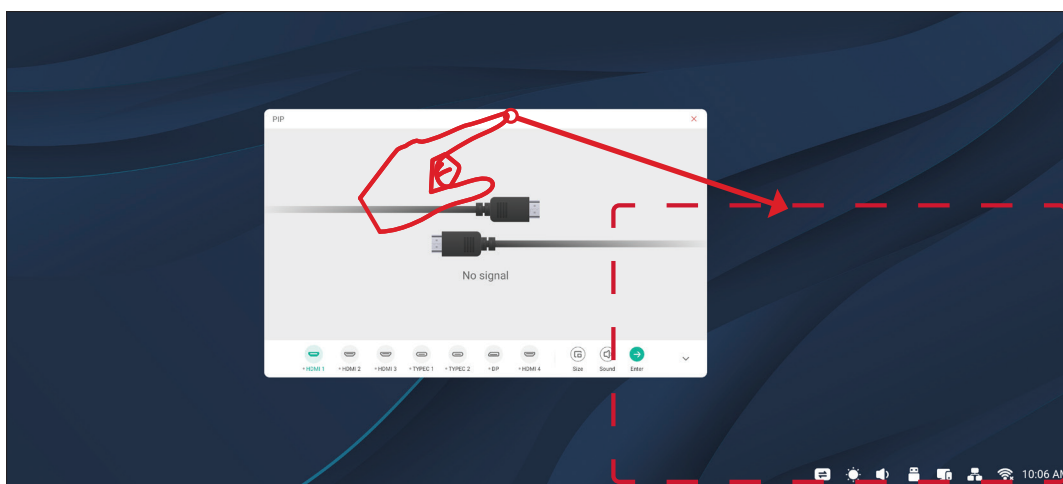 PIP
No signal
HDMI 1 HDMI 2 HDMI 3 TYPEC 1 TYPEC 2 DP HDMI 4 Size Sound Enter
10:06 AM